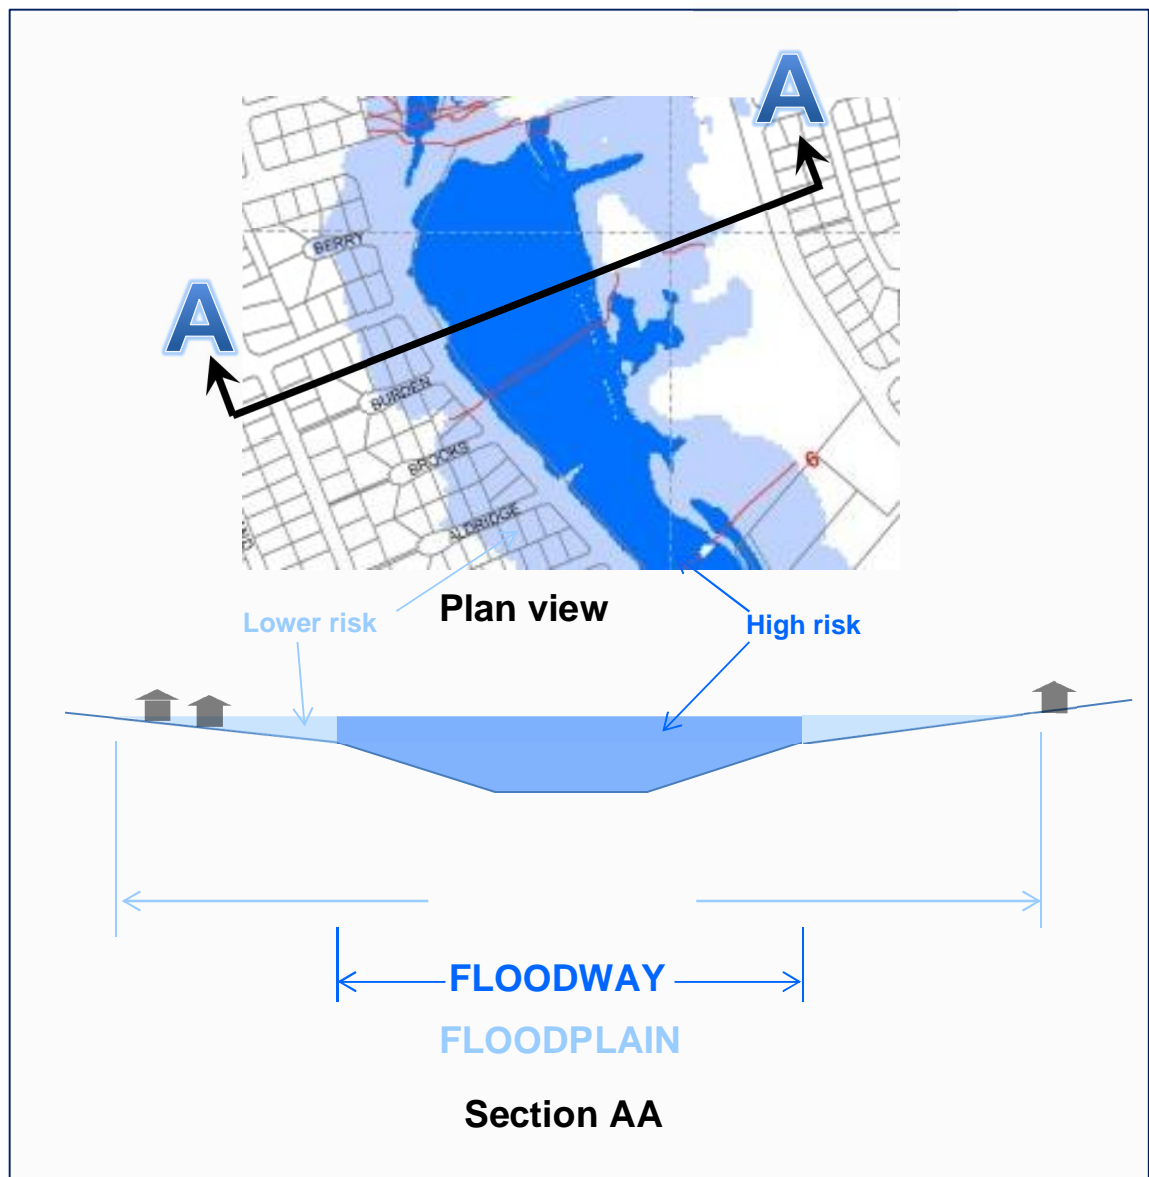 A
BERRY
A
BURDEN
BROOKS
6
ALDRIDGE
Plan view
Lower risk
High risk
FLOODWAY
FLOODPLAIN
Section AA